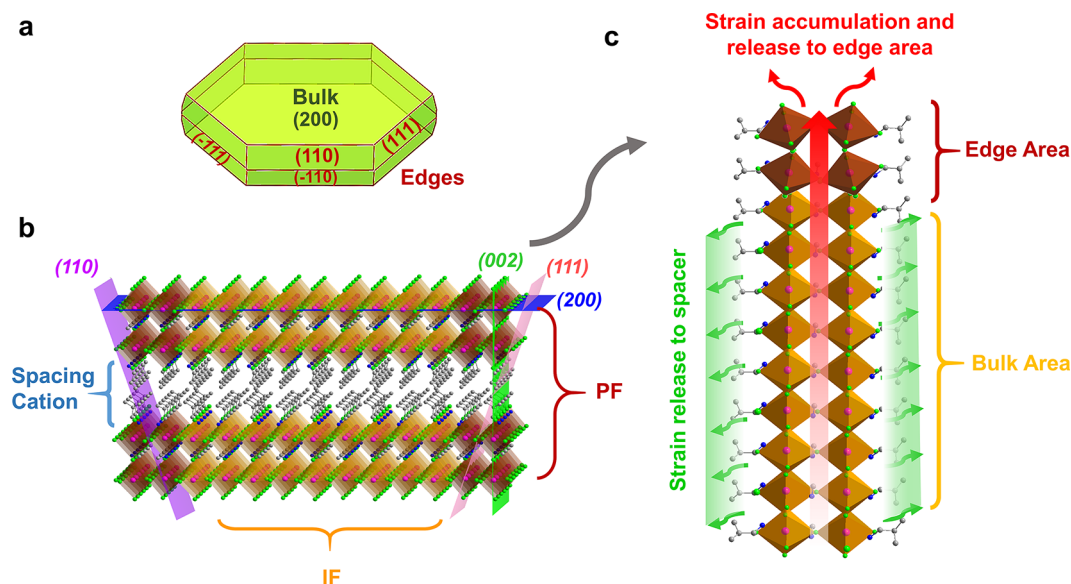 a
Bulk
(200)
(-111)
(110)
(111)
(-110)
Edges
b
(110)
(002)
(111)
(200)
Spacing
Cation
PF
IF
c
Strain accumulation and
release to edge area
Edge Area
Strain release to spacer
Bulk Area